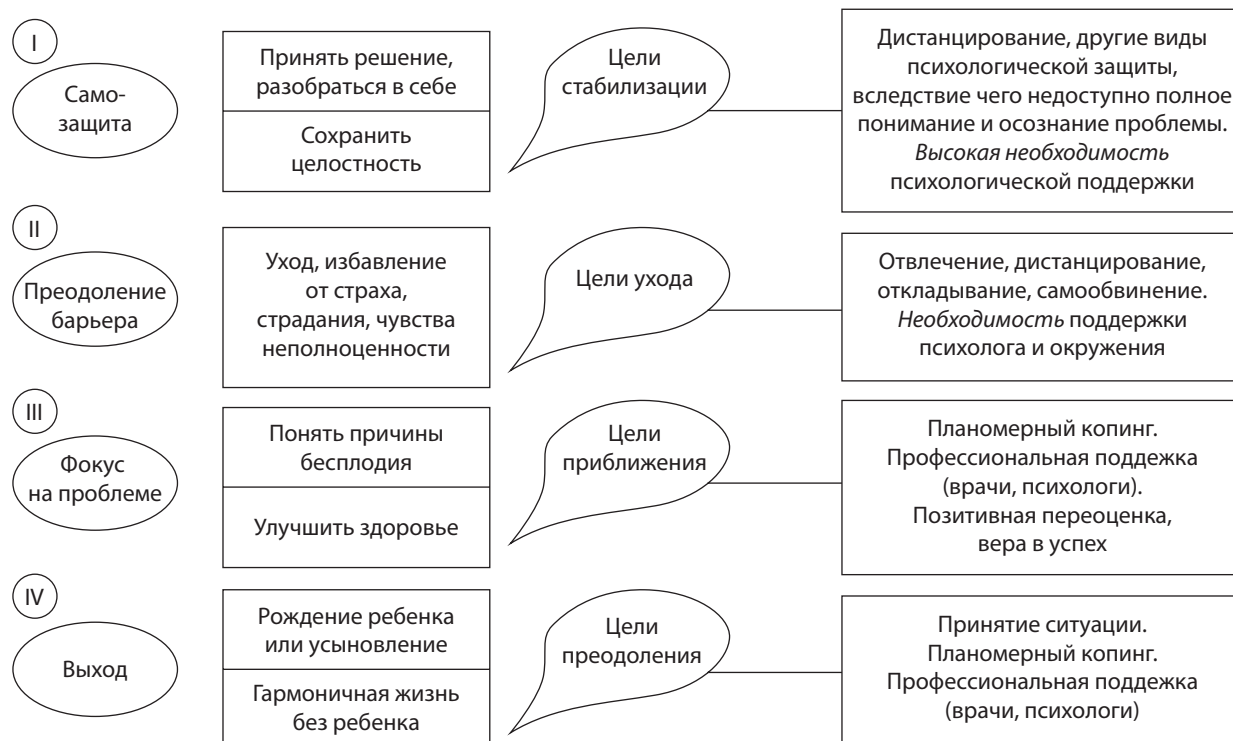 I
Само-
защита
Принять решение,
разобраться в себе
Сохранить
целостность
Цели
стабилизации
Дистанцирование, другие виды
психологической защиты,
вследствие чего недоступно полное
понимание и осознание проблемы.
Высокая необходимость
психологической поддержки
II
Преодоление
барьера
Уход, избавление
от страха,
страдания, чувства
неполноценности
Цели ухода
Отвлечение, дистанцирование,
откладывание, самообвинение.
Необходимость поддержки
психолога и окружения
III
Фокус
на проблеме
Понять причины
бесплодия
Улучшить здоровье
Цели
приближения
Планомерный копинг.
Профессиональная поддежка
(врачи, психологи).
Позитивная переоценка,
вера в успех
IV
Выход
Рождение ребенка
или усыновление
Гармоничная жизнь
без ребенка
Цели
преодоления
Принятие ситуации.
Планомерный копинг.
Профессиональная поддежка
(врачи, психологи)